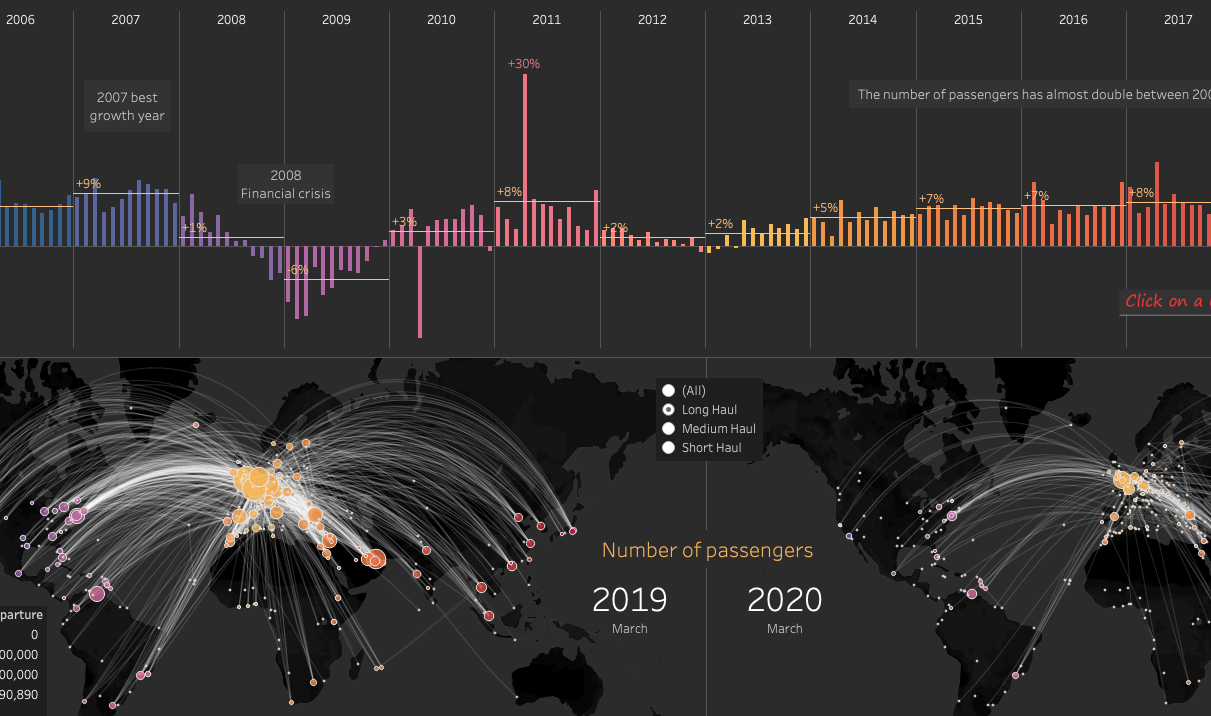 2006 2007 2008 2009 2010 2011 2012 2013 2014 2015 2016 2017
+30%
2007 best
growth year
The number of passengers has almost double between 200
2008
Financial crisis
+9%
+1%
-6%
+3%
+8%
+2%
+2%
+5%
+7%
+7%
+8%
Click on a
(All)
Long Haul
Medium Haul
Short Haul
Number of passengers
2019 2020
March March
parture
0
00,000
00,000
90,890